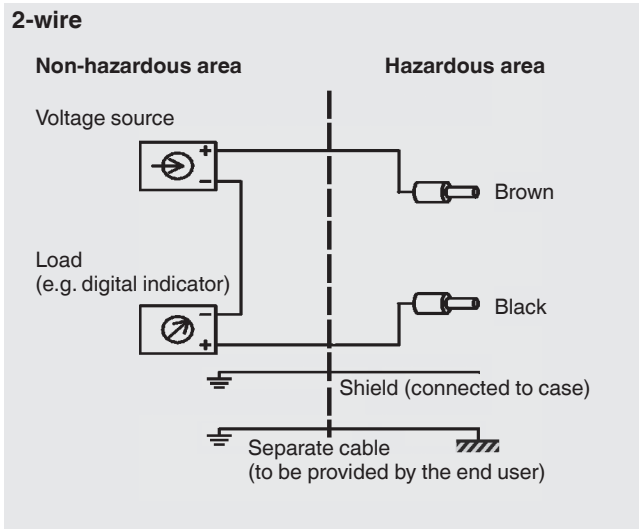 2-wire
Non-hazardous area
Hazardous area
Voltage source
+
−
Brown
Load
(e.g. digital indicator)
−
+
Black
Shield (connected to case)
Separate cable
(to be provided by the end user)